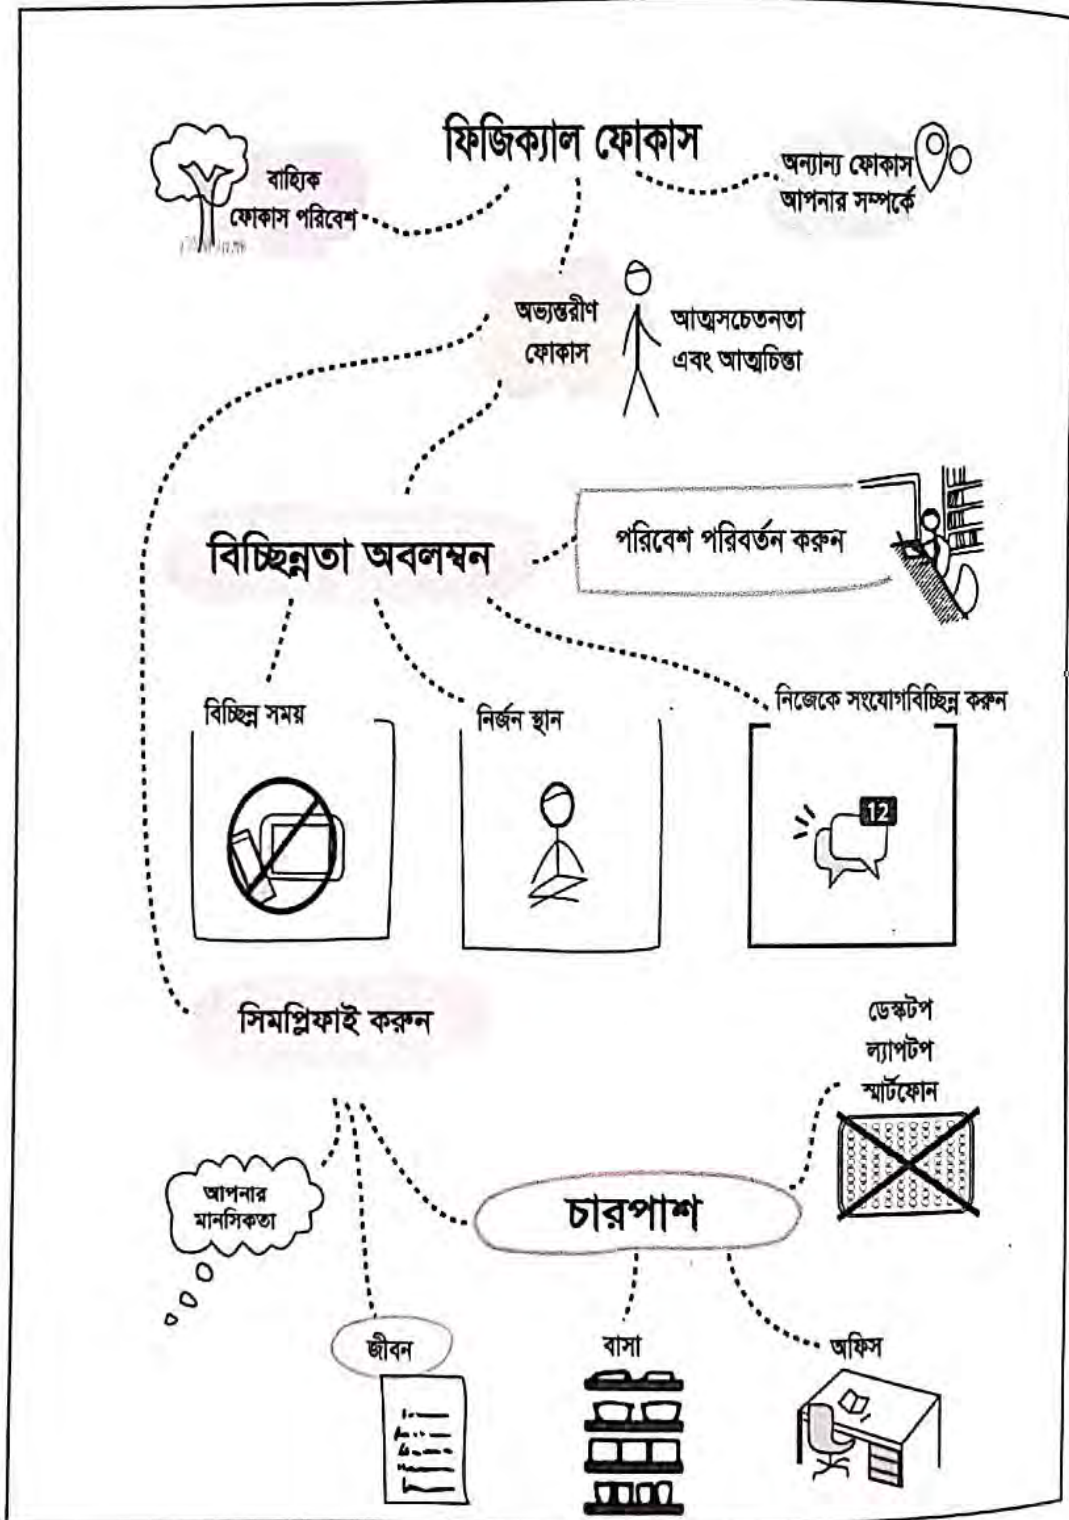 ফিজিক্যাল ফোকাস
বাহ্যিক
ফোকাস পরিবেশ
অন্যান্য ফোকাস
আপনার সম্পর্কে
অভ্যন্তরীণ
ফোকাস
আত্মসচেতনতা
এবং আত্মচিন্তা
বিচ্ছিন্নতা অবলম্বন
পরিবেশ পরিবর্তন করুন
বিচ্ছিন্ন সময়
নির্জন স্থান
নিজেকে সংযোগবিচ্ছিন্ন করুন
12
সিমপ্লিফাই করুন
ডেস্কটপ
ল্যাপটপ
স্মার্টফোন
আপনার
মানসিকতা
চারপাশ
জীবন
বাসা
অফিস